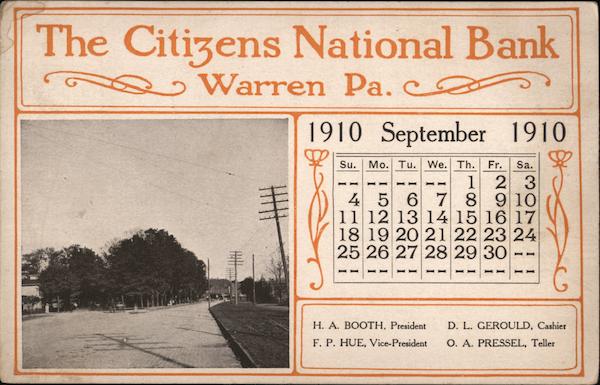 The Citizens National Bank
Warren Pa.
1910 September 1910
Su. Mo. Tu. We. Th. Fr. Sa.
-- -- -- -- 1 2 3
4 5 6 7 8 9 10
11 12 13 14 15 16 17
18 19 20 21 22 23 24
25 26 27 28 29 30 --
-- -- -- -- -- -- --
H. A. BOOTH, President D. L. GEROULD, Cashier
F. P. HUE, Vice-President O. A. PRESSEL, Teller